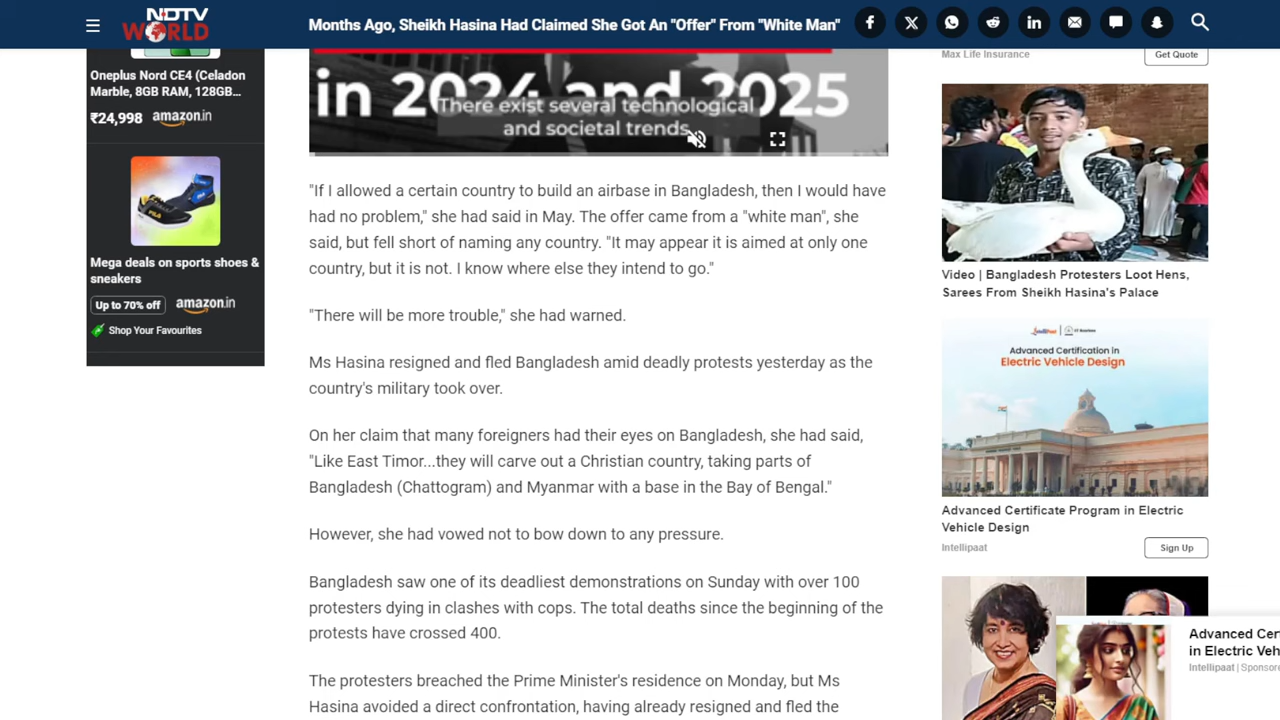 NDTV
WORLD
Months Ago, Sheikh Hasina Had Claimed She Got An "Offer" From "White Man"
Oneplus Nord CE4 (Celadon
Marble, 8GB RAM, 128GB...
₹24,998 amazon.in
Mega deals on sports shoes &
sneakers
Up to 70% off amazon.in
Shop Your Favourites
in 2024 and 2025
There exist several technological
and societal trends
"If I allowed a certain country to build an airbase in Bangladesh, then I would have
had no problem," she had said in May. The offer came from a "white man", she
said, but fell short of naming any country. "It may appear it is aimed at only one
country, but it is not. I know where else they intend to go."
"There will be more trouble," she had warned.
Ms Hasina resigned and fled Bangladesh amid deadly protests yesterday as the
country's military took over.
On her claim that many foreigners had their eyes on Bangladesh, she had said,
"Like East Timor...they will carve out a Christian country, taking parts of
Bangladesh (Chattogram) and Myanmar with a base in the Bay of Bengal."
However, she had vowed not to bow down to any pressure.
Bangladesh saw one of its deadliest demonstrations on Sunday with over 100
protesters dying in clashes with cops. The total deaths since the beginning of the
protests have crossed 400.
The protesters breached the Prime Minister's residence on Monday, but Ms
Hasina avoided a direct confrontation, having already resigned and fled the
Max Life Insurance
Get Quote
Video | Bangladesh Protesters Loot Hens,
Sarees From Sheikh Hasina's Palace
Advanced Certification in
Electric Vehicle Design
Advanced Certificate Program in Electric
Vehicle Design
Intellipaat
Sign Up
Advanced Cer
in Electric Veh
Intellipaat | Sponsore